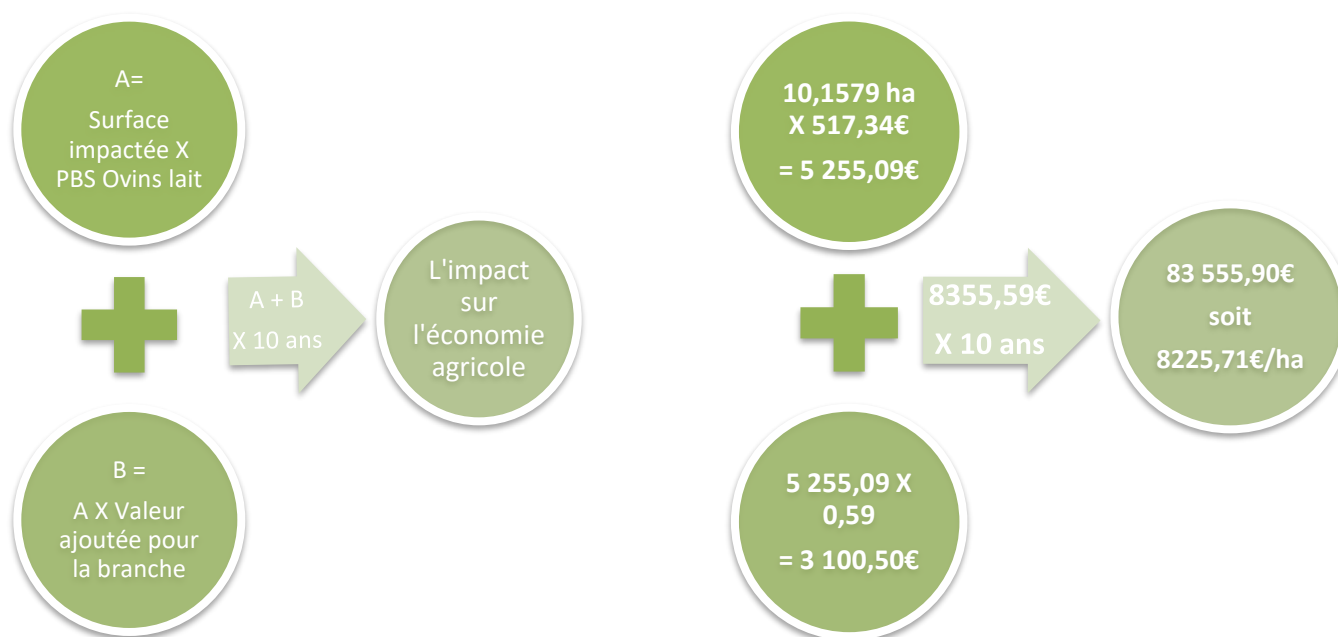 A=
Surface
impactée X
PBS Ovins lait
A + B
X 10 ans
L'impact
sur
l'économie
agricole
B =
A X Valeur
ajoutée pour
la branche
10,1579 ha
X 517,34€
= 5 255,09€
8355,59€
X 10 ans
83 555,90€
soit
8225,71€/ha
5 255,09 X
0,59
= 3 100,50€